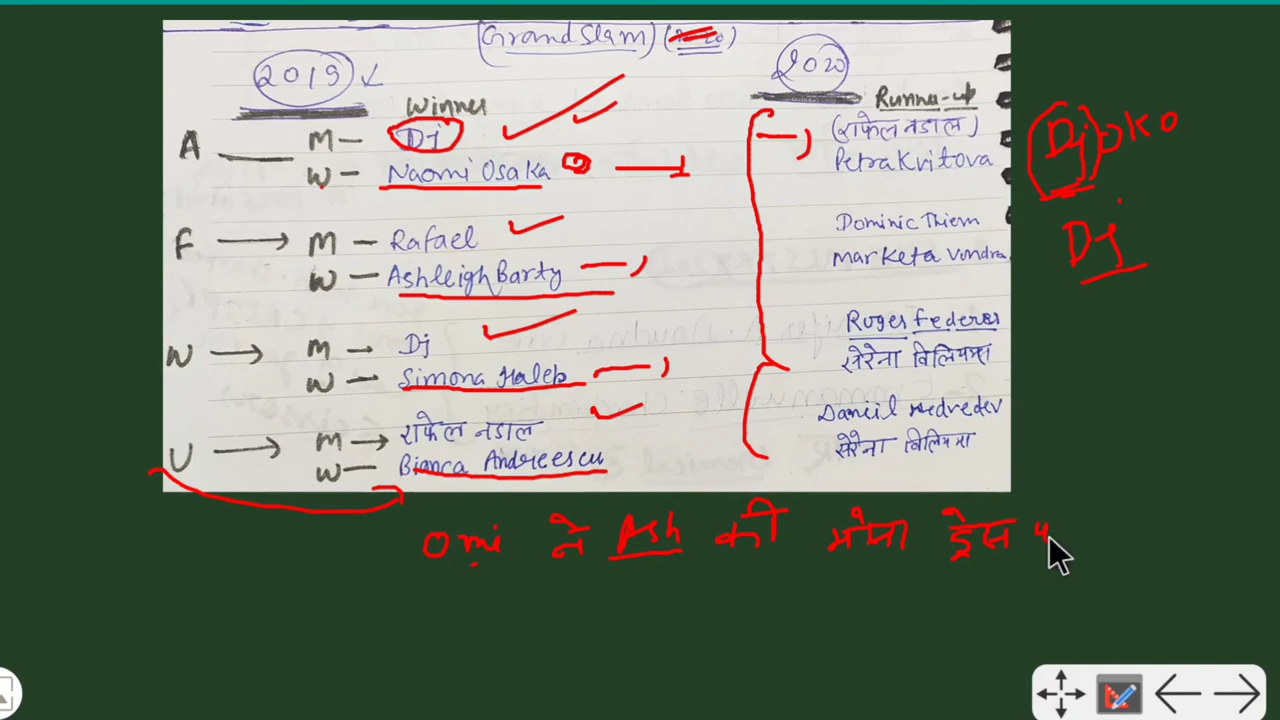 (Grand Slam) (2020)
2019 2020
Winner Runner-up
A M- Dj (राफेल नडाल) Djoko
W- Naomi Osaka Petra Kvitova
Dj
F → M - Rafael Dominic Thiem
W - Ashleigh Barty Marketa Vondra
W → M - Dj Roger Federer
W - Simona Halep सेरेना विलियम्स
U → M → राफेल नडाल Daniil medvedev
W - Bianca Andreescu सेरेना विलियम्स
Omi ने Ash की